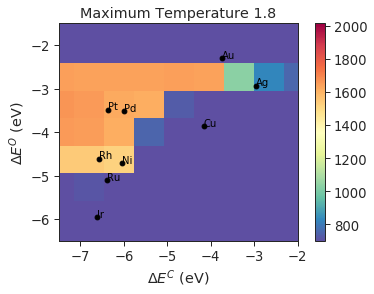 Maximum Temperature 1.8
ΔE^O (eV)
−2
−3
−4
−5
−6
Au
Ag
Pt
Pd
Cu
Rh
Ni
Ru
Ir
−7
−6
−5
−4
−3
−2
ΔE^C (eV)
2000
1800
1600
1400
1200
1000
800